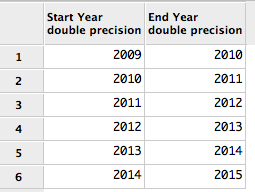 Start Year End Year
double precision double precision
1 2009 2010
2 2010 2011
3 2011 2012
4 2012 2013
5 2013 2014
6 2014 2015